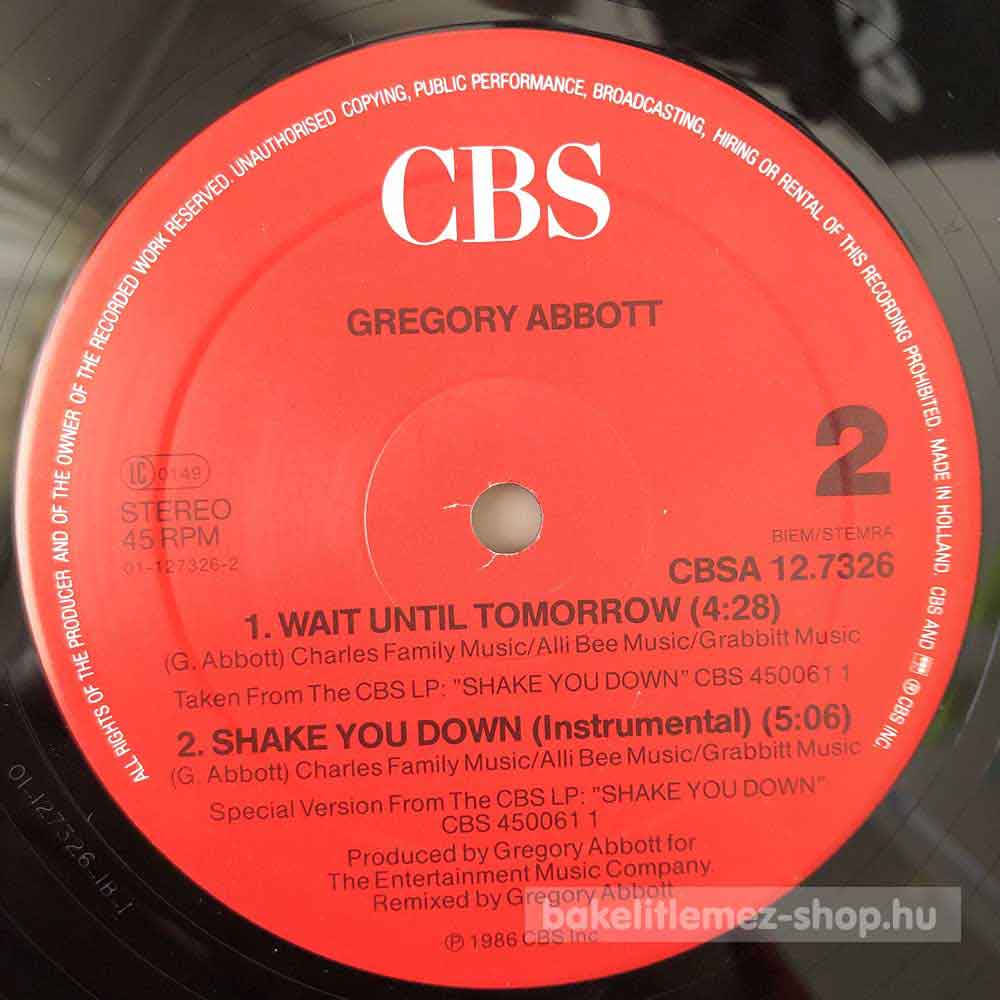 ALL RIGHTS OF THE PRODUCER AND OF THE OWNER OF THE RECORDED WORK RESERVED. UNAUTHORISED COPYING, PUBLIC PERFORMANCE, BROADCASTING, HIRING OR RENTAL OF THIS RECORDING PROHIBITED. MADE IN HOLLAND. CBS AND ℗ CBS INC.
CBS
GREGORY ABBOTT
2
LC 0149
STEREO
45 RPM
01-127326-2
BIEM/STEMRA
CBSA 12.7326
1. WAIT UNTIL TOMORROW (4:28)
(G. Abbott) Charles Family Music/Alli Bee Music/Grabbitt Music
Taken From The CBS LP: "SHAKE YOU DOWN" CBS 450061 1
2. SHAKE YOU DOWN (Instrumental) (5:06)
(G. Abbott) Charles Family Music/Alli Bee Music/Grabbitt Music
Special Version From The CBS LP: "SHAKE YOU DOWN"
CBS 450061 1
Produced by Gregory Abbott for
The Entertainment Music Company.
Remixed by Gregory Abbott
℗ 1986 CBS Inc
01-127326-1B-1
bakelitlemez-shop.hu